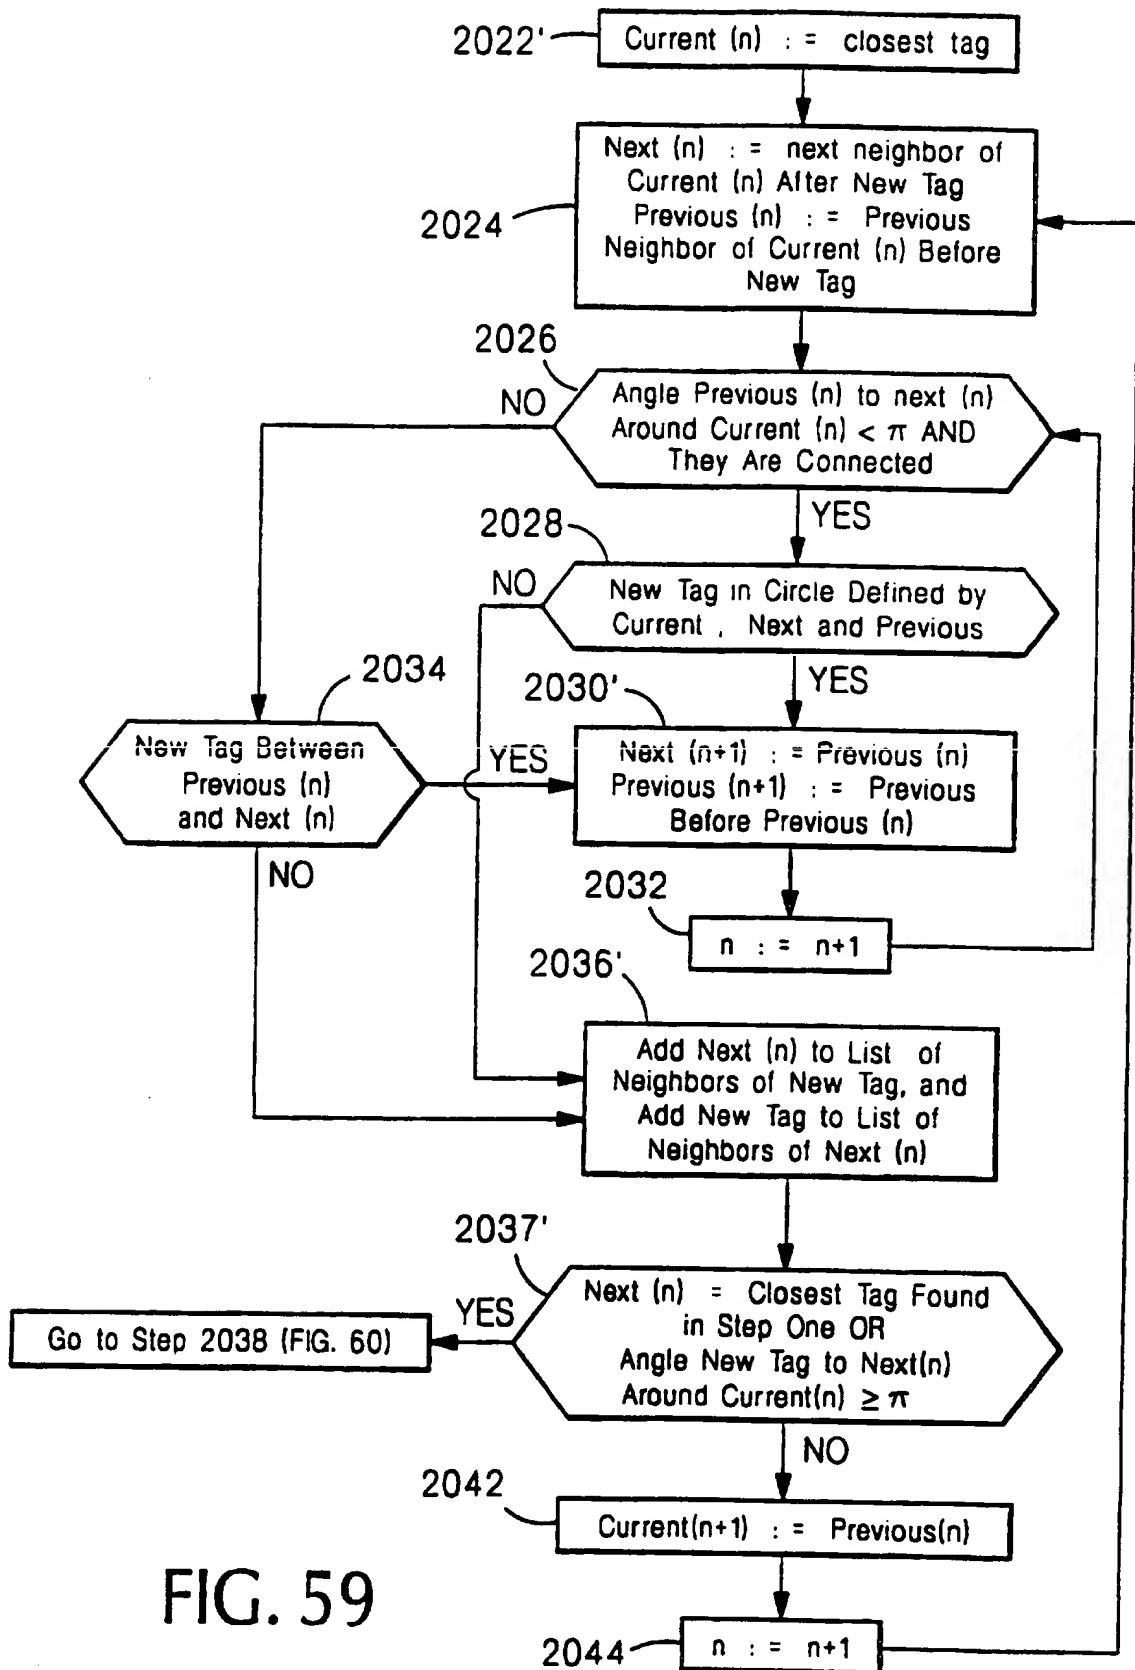 2022'
Current (n) := closest tag
2024
Next (n) := next neighbor of
Current (n) After New Tag
Previous (n) := Previous
Neighbor of Current (n) Before
New Tag
2026
NO
Angle Previous (n) to next (n)
Around Current (n) < π AND
They Are Connected
YES
2028
NO
New Tag in Circle Defined by
Current , Next and Previous
YES
2034
New Tag Between
Previous (n)
and Next (n)
YES
NO
2030'
Next (n+1) := Previous (n)
Previous (n+1) := Previous
Before Previous (n)
2032
n := n+1
2036'
Add Next (n) to List of
Neighbors of New Tag, and
Add New Tag to List of
Neighbors of Next (n)
2037'
Next (n) = Closest Tag Found
in Step One OR
Angle New Tag to Next(n)
Around Current(n) ≥ π
YES
Go to Step 2038 (FIG. 60)
NO
2042
Current(n+1) := Previous(n)
2044
n := n+1
FIG. 59